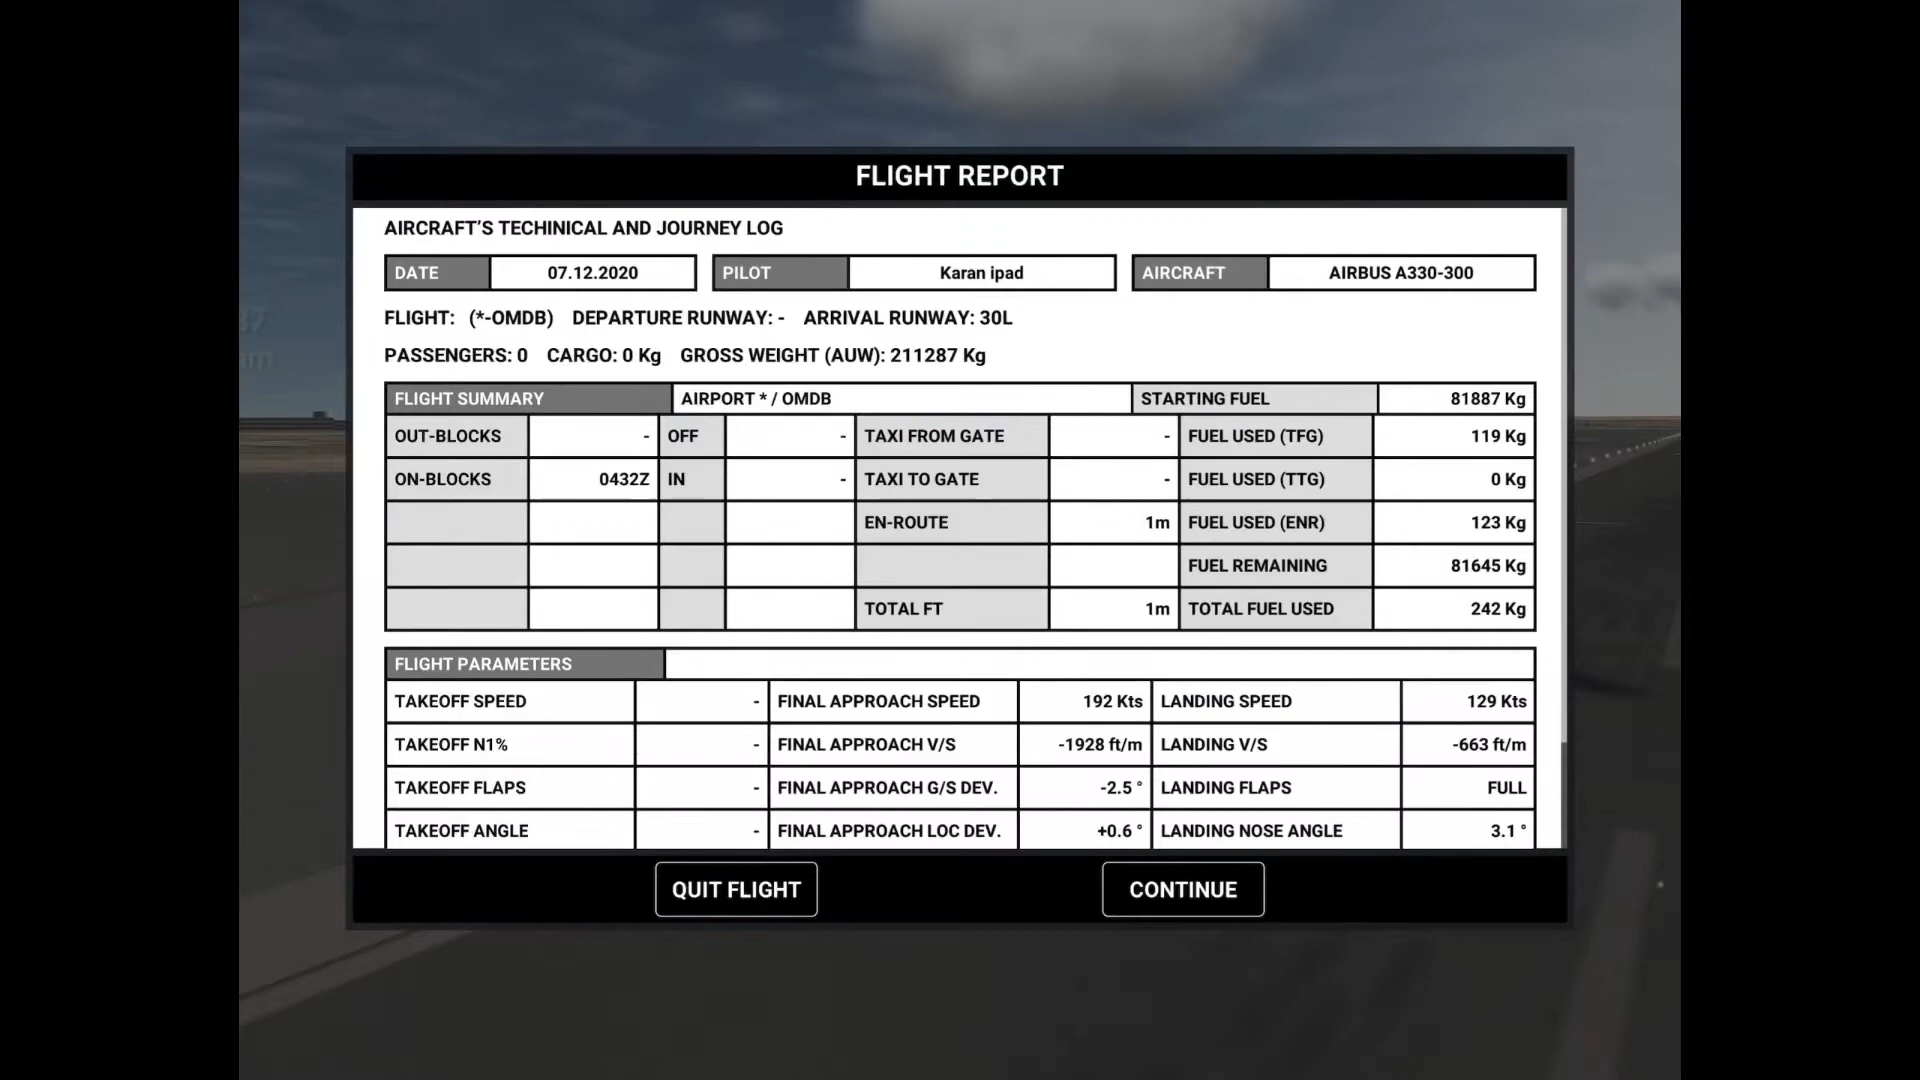 FLIGHT REPORT
AIRCRAFT’S TECHINICAL AND JOURNEY LOG
DATE 07.12.2020 PILOT Karan ipad AIRCRAFT AIRBUS A330-300
FLIGHT: (*-OMDB) DEPARTURE RUNWAY: - ARRIVAL RUNWAY: 30L
PASSENGERS: 0 CARGO: 0 Kg GROSS WEIGHT (AUW): 211287 Kg
FLIGHT SUMMARY AIRPORT * / OMDB STARTING FUEL 81887 Kg
OUT-BLOCKS - OFF - TAXI FROM GATE - FUEL USED (TFG) 119 Kg
ON-BLOCKS 0432Z IN - TAXI TO GATE - FUEL USED (TTG) 0 Kg
EN-ROUTE 1m FUEL USED (ENR) 123 Kg
FUEL REMAINING 81645 Kg
TOTAL FT 1m TOTAL FUEL USED 242 Kg
FLIGHT PARAMETERS
TAKEOFF SPEED - FINAL APPROACH SPEED 192 Kts LANDING SPEED 129 Kts
TAKEOFF N1% - FINAL APPROACH V/S -1928 ft/m LANDING V/S -663 ft/m
TAKEOFF FLAPS - FINAL APPROACH G/S DEV. -2.5 ° LANDING FLAPS FULL
TAKEOFF ANGLE - FINAL APPROACH LOC DEV. +0.6 ° LANDING NOSE ANGLE 3.1 °
QUIT FLIGHT CONTINUE